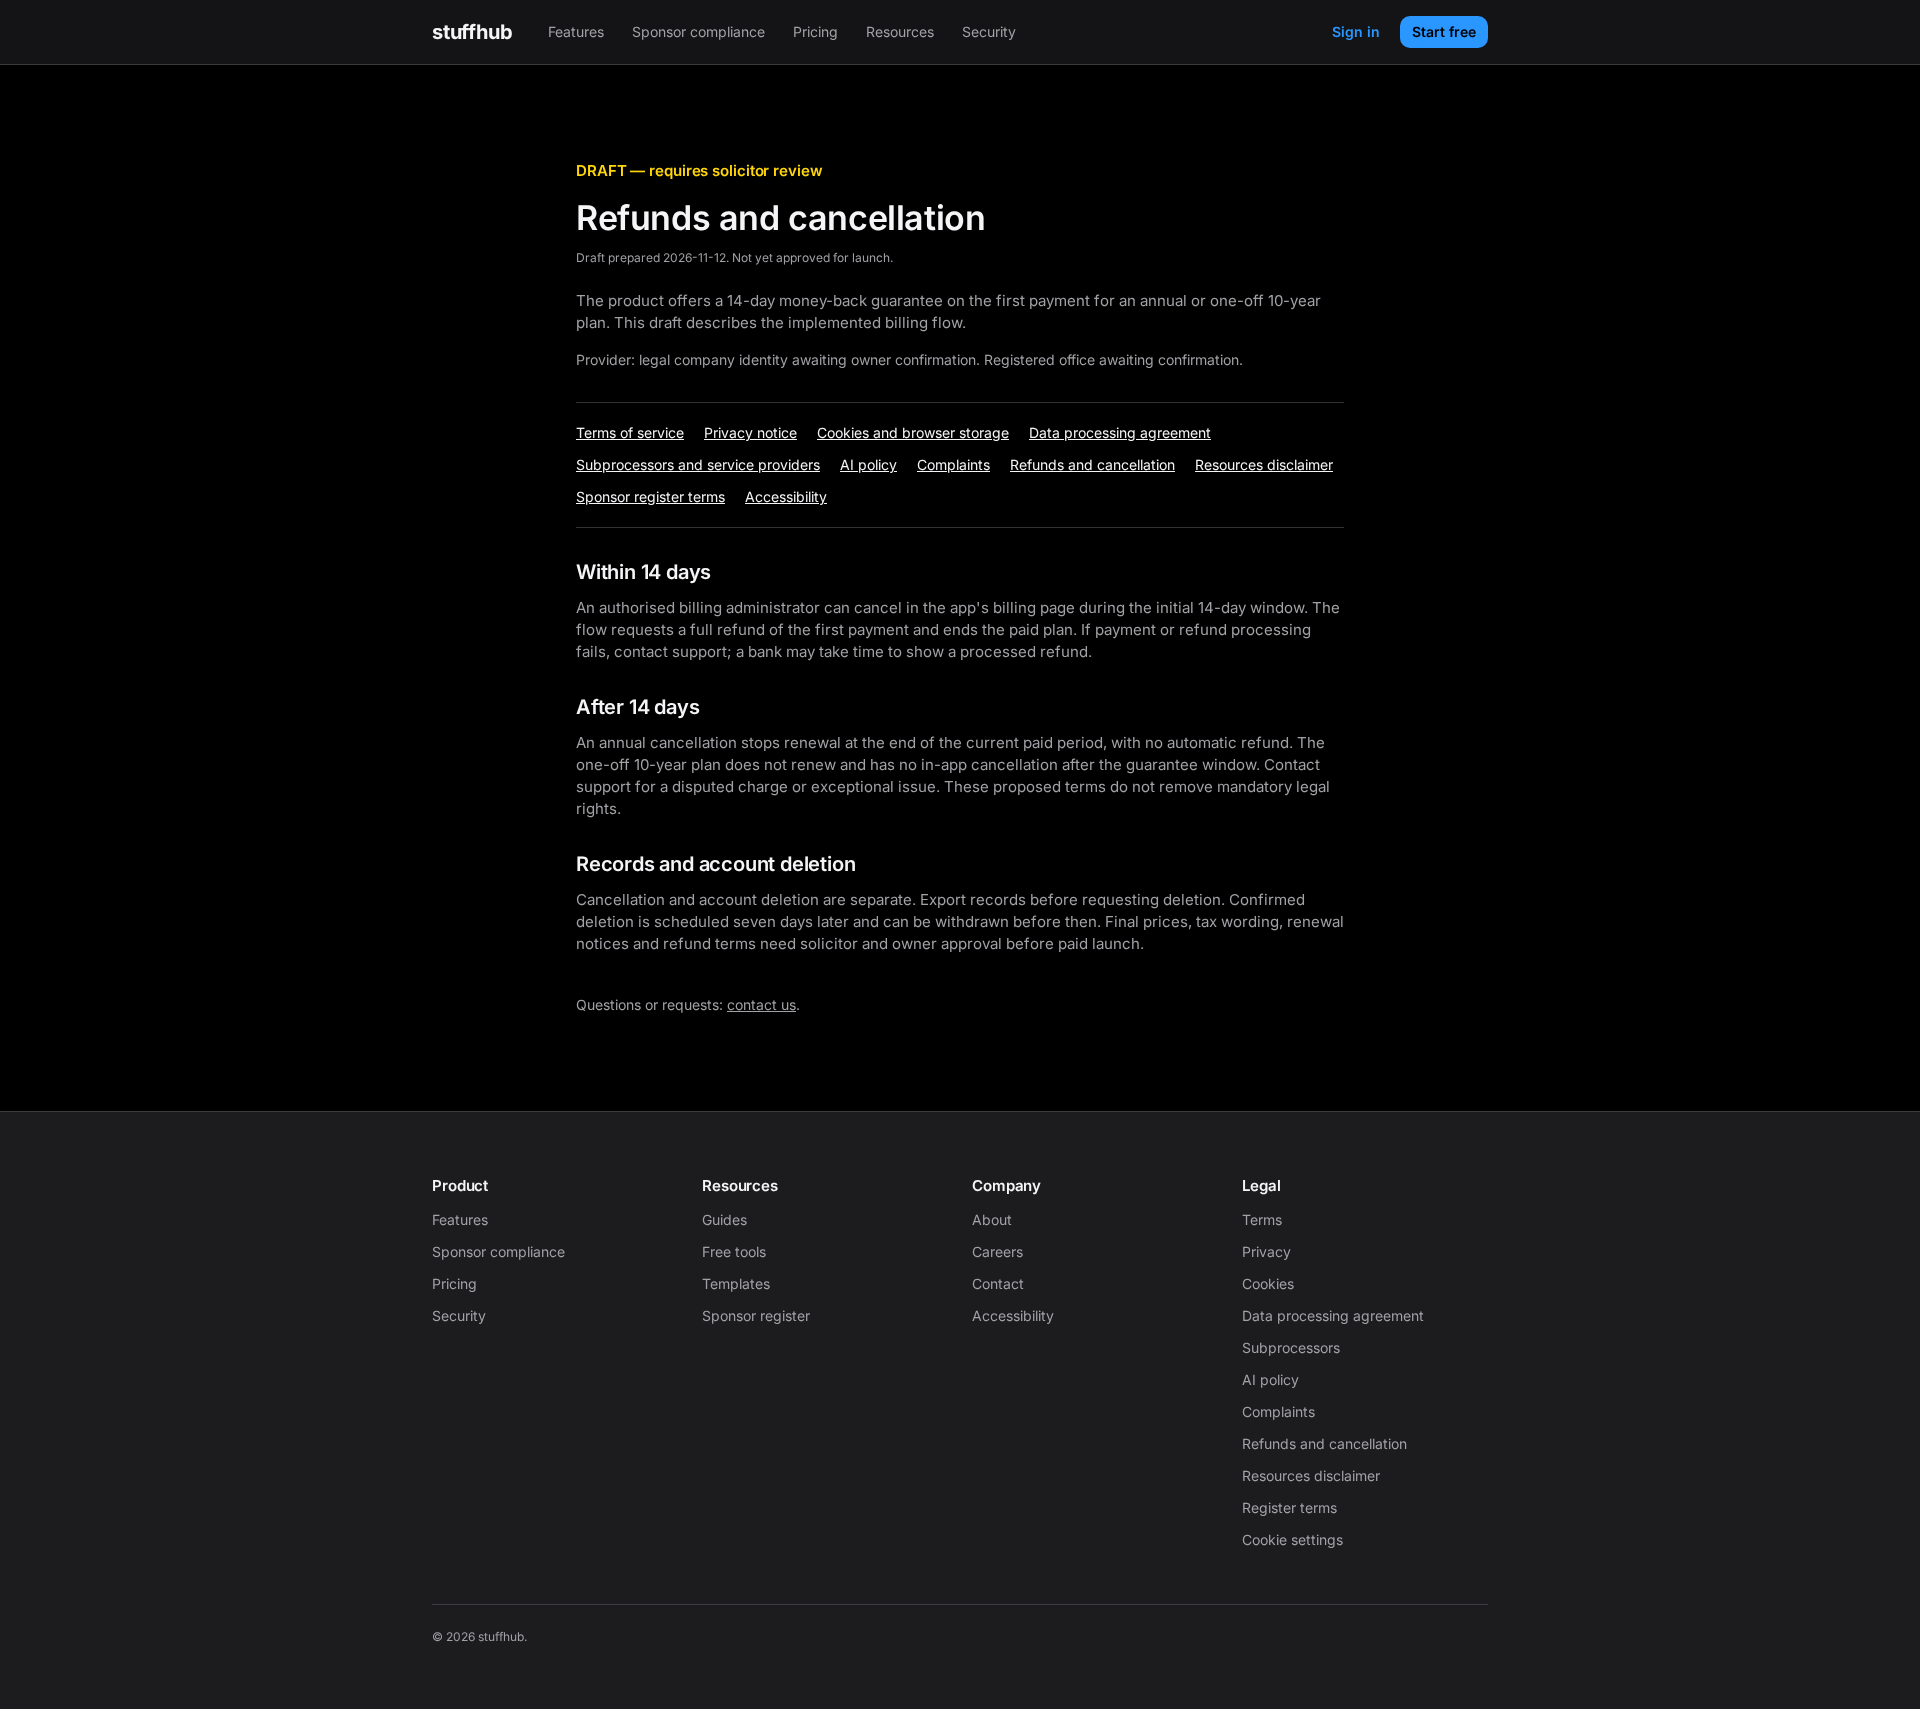 stuffhub
Features
Sponsor compliance
Pricing
Resources
Security
Sign in
Start free
DRAFT — requires solicitor review
Refunds and cancellation
Draft prepared 2026-11-12. Not yet approved for launch.
The product offers a 14-day money-back guarantee on the first payment for an annual or one-off 10-year
plan. This draft describes the implemented billing flow.
Provider: legal company identity awaiting owner confirmation. Registered office awaiting confirmation.
Terms of service Privacy notice Cookies and browser storage Data processing agreement
Subprocessors and service providers AI policy Complaints Refunds and cancellation Resources disclaimer
Sponsor register terms Accessibility
Within 14 days
An authorised billing administrator can cancel in the app's billing page during the initial 14-day window. The
flow requests a full refund of the first payment and ends the paid plan. If payment or refund processing
fails, contact support; a bank may take time to show a processed refund.
After 14 days
An annual cancellation stops renewal at the end of the current paid period, with no automatic refund. The
one-off 10-year plan does not renew and has no in-app cancellation after the guarantee window. Contact
support for a disputed charge or exceptional issue. These proposed terms do not remove mandatory legal
rights.
Records and account deletion
Cancellation and account deletion are separate. Export records before requesting deletion. Confirmed
deletion is scheduled seven days later and can be withdrawn before then. Final prices, tax wording, renewal
notices and refund terms need solicitor and owner approval before paid launch.
Questions or requests: contact us.
Product
Features
Sponsor compliance
Pricing
Security
Resources
Guides
Free tools
Templates
Sponsor register
Company
About
Careers
Contact
Accessibility
Legal
Terms
Privacy
Cookies
Data processing agreement
Subprocessors
AI policy
Complaints
Refunds and cancellation
Resources disclaimer
Register terms
Cookie settings
© 2026 stuffhub.